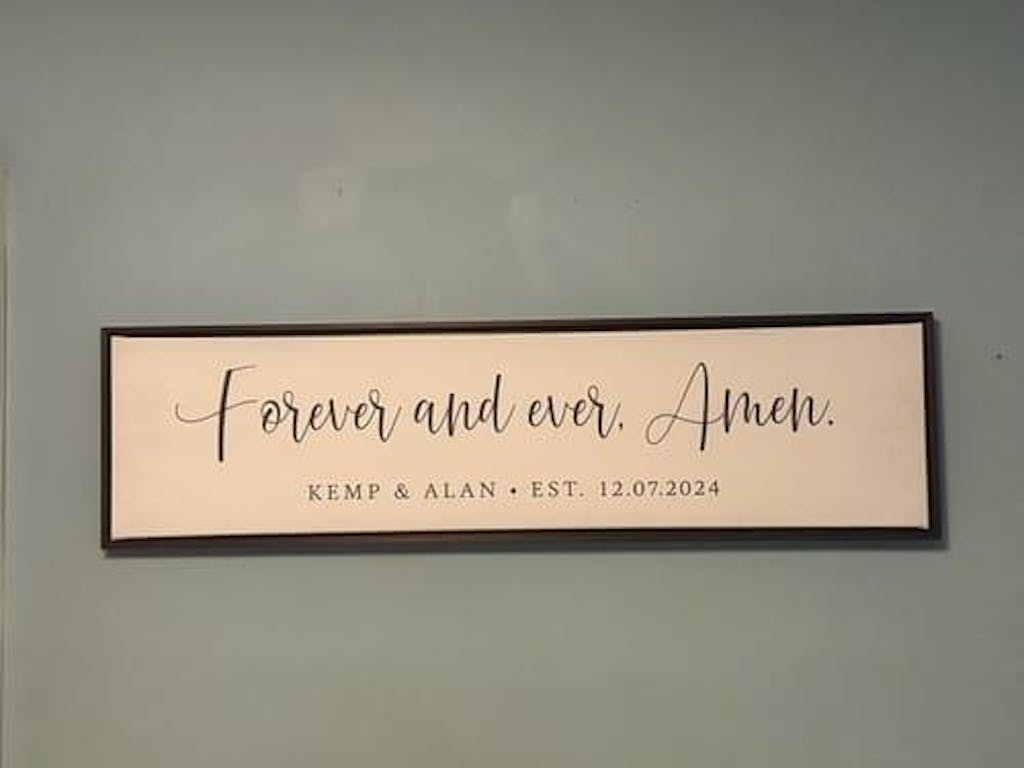 Forever and ever, Amen.
KEMP & ALAN • EST. 12.07.2024